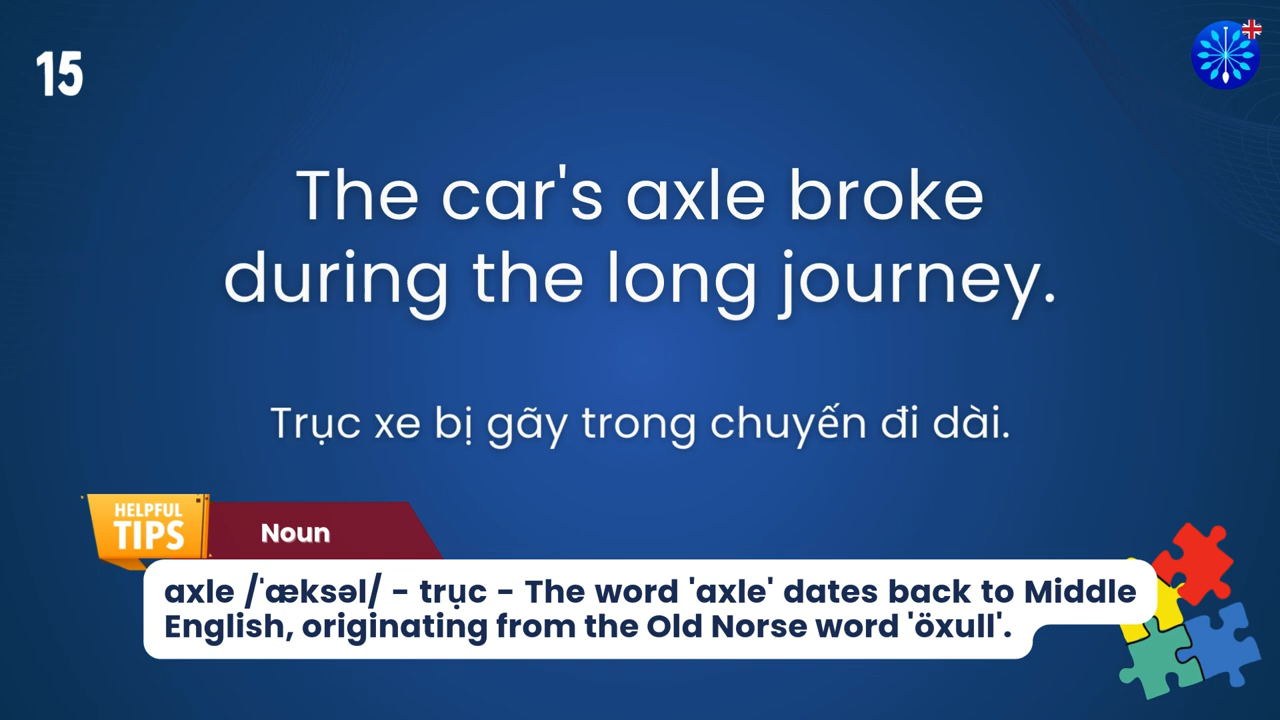 15
The car's axle broke
during the long journey.
Trục xe bị gãy trong chuyến đi dài.
HELPFUL
TIPS
Noun
axle /ˈæksəl/ - trục - The word 'axle' dates back to Middle
English, originating from the Old Norse word 'öxull'.